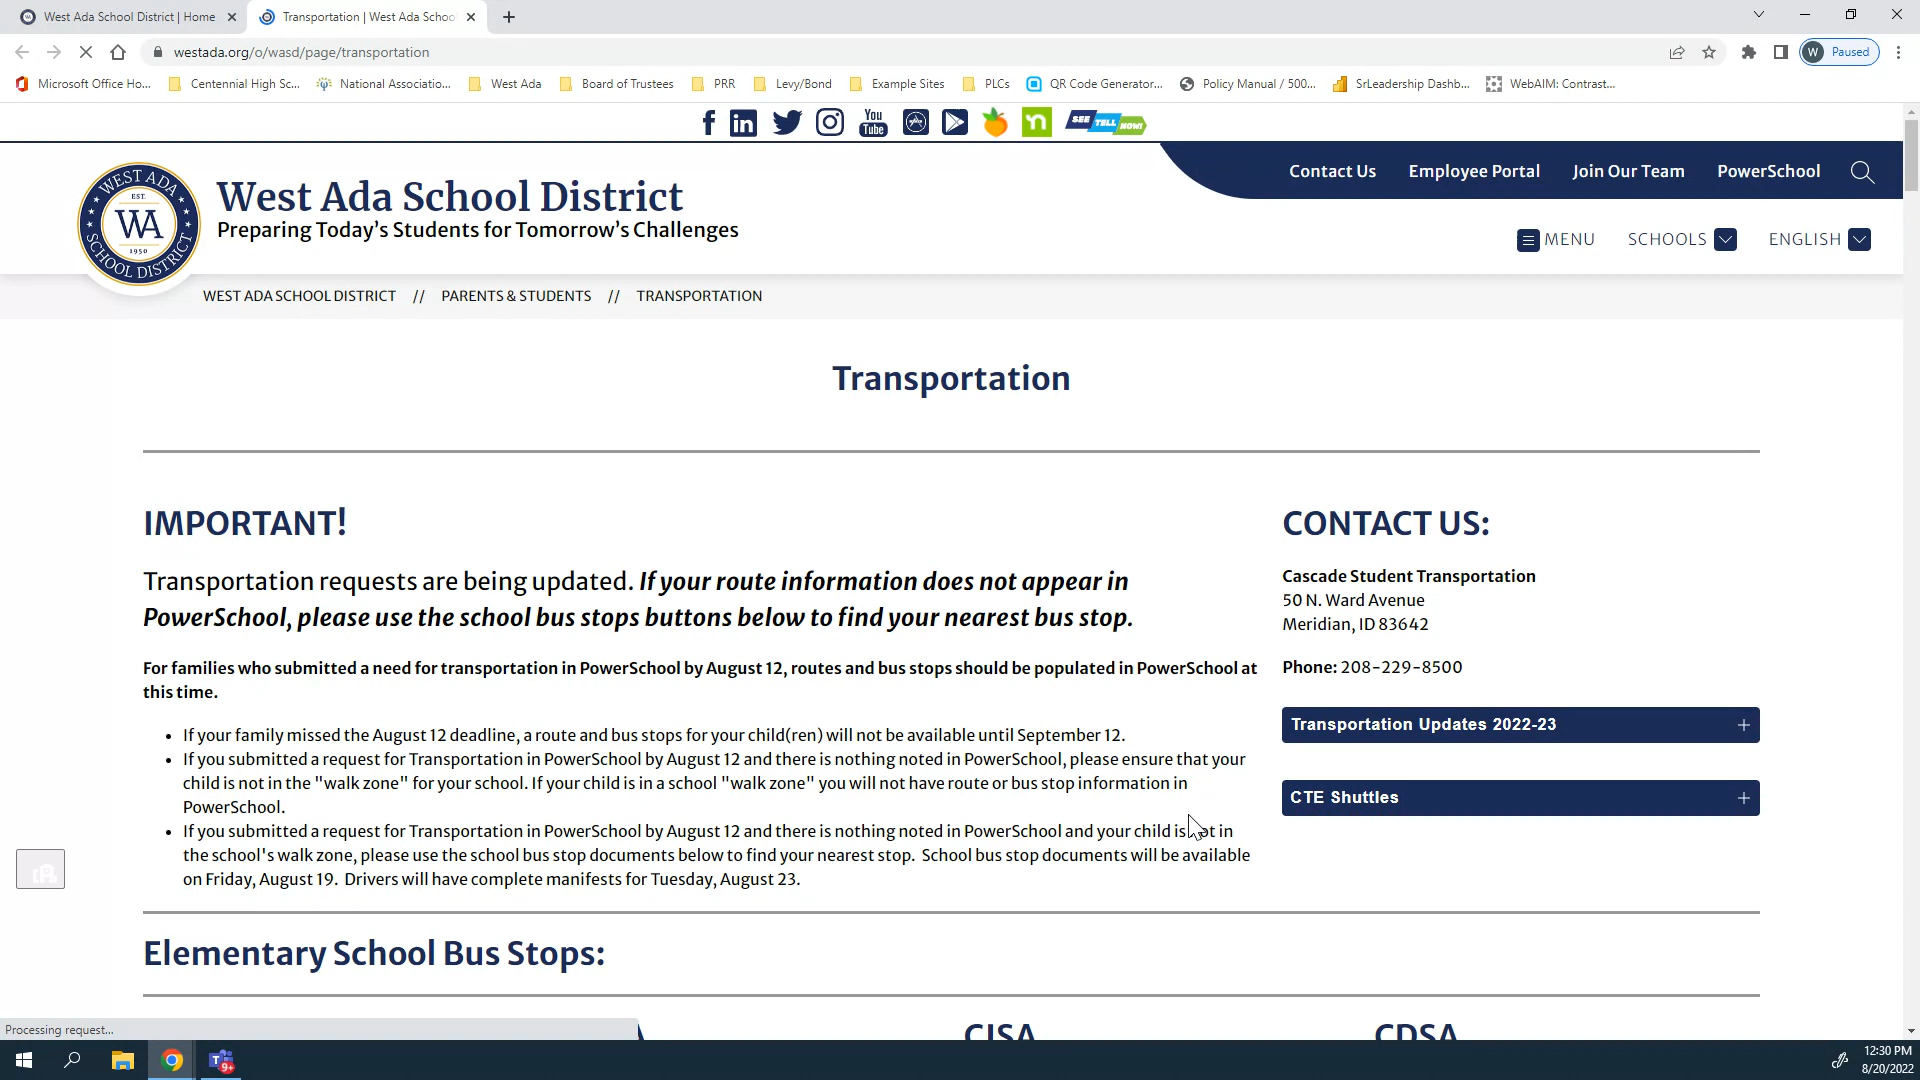 West Ada School District | Home
Transportation | West Ada Schoo
westada.org/o/wasd/page/transportation
W Paused
Microsoft Office Ho...
Centennial High Sc...
National Associatio...
West Ada
Board of Trustees
PRR
Levy/Bond
Example Sites
PLCs
QR Code Generator...
Policy Manual / 500...
SrLeadership Dashb...
WebAIM: Contrast...
You
Tube
SEE TELL NOW!
Contact Us
Employee Portal
Join Our Team
PowerSchool
WEST ADA
EST.
WA
1950
SCHOOL DISTRICT
West Ada School District
Preparing Today's Students for Tomorrow's Challenges
MENU
SCHOOLS
ENGLISH
WEST ADA SCHOOL DISTRICT // PARENTS & STUDENTS // TRANSPORTATION
Transportation
IMPORTANT!
Transportation requests are being updated. If your route information does not appear in
PowerSchool, please use the school bus stops buttons below to find your nearest bus stop.
For families who submitted a need for transportation in PowerSchool by August 12, routes and bus stops should be populated in PowerSchool at
this time.
• If your family missed the August 12 deadline, a route and bus stops for your child(ren) will not be available until September 12.
• If you submitted a request for Transportation in PowerSchool by August 12 and there is nothing noted in PowerSchool, please ensure that your
child is not in the "walk zone" for your school. If your child is in a school "walk zone" you will not have route or bus stop information in
PowerSchool.
• If you submitted a request for Transportation in PowerSchool by August 12 and there is nothing noted in PowerSchool and your child is not in
the school's walk zone, please use the school bus stop documents below to find your nearest stop. School bus stop documents will be available
on Friday, August 19. Drivers will have complete manifests for Tuesday, August 23.
CONTACT US:
Cascade Student Transportation
50 N. Ward Avenue
Meridian, ID 83642
Phone: 208-229-8500
Transportation Updates 2022-23 +
CTE Shuttles +
Elementary School Bus Stops:
CISA
CDSA
Processing request...
9+
12:30 PM
8/20/2022